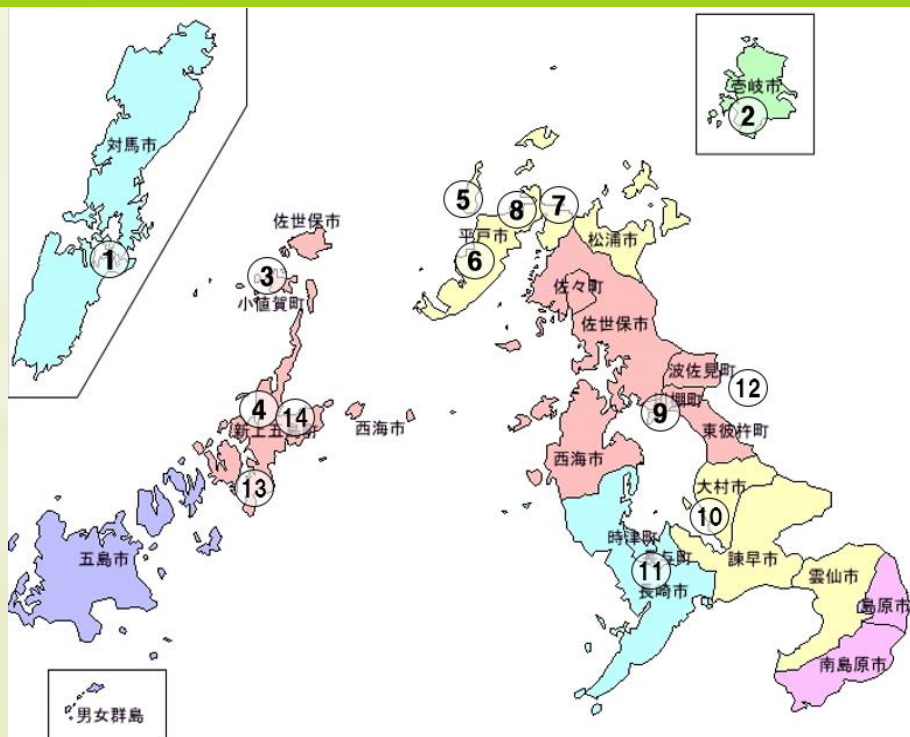 対馬市
1
壱岐市
2
佐世保市
3
小値賀町
5
8
7
平戸市
6
松浦市
佐々町
佐世保市
波佐見町
12
9
棚町
東彼杵町
4
14
西海市
西海市
13
大村市
10
五島市
時津町
与町
11
長崎市
諫早市
雲仙市
島原市
南島原市
男女群島